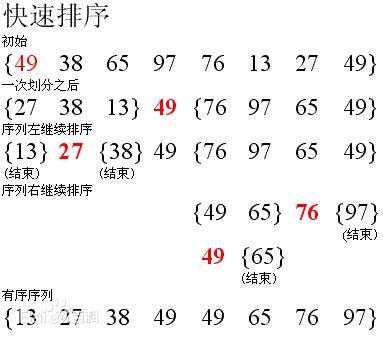 快速排序
初始
{49 38 65 97 76 13 27 49}
一次划分之后
{27 38 13} 49 {76 97 65 49}
序列左继续排序
{13} 27 {38} 49 {76 97 65 49}
(结束) (结束)
序列右继续排序
{49 65} 76 {97}
(结束)
49 {65}
(结束)
有序序列
{13 27 38 49 49 65 76 97}